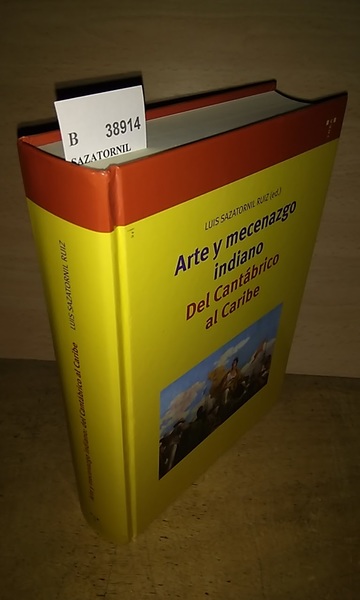 B 38914
SAZATORNIL
LUIS SAZATORNIL RUIZ (ed.)
Arte y mecenazgo
indiano
Del Cantábrico
al Caribe
LUIS SAZATORNIL RUIZ
Arte y mecenazgo indiano del Cantábrico al Caribe